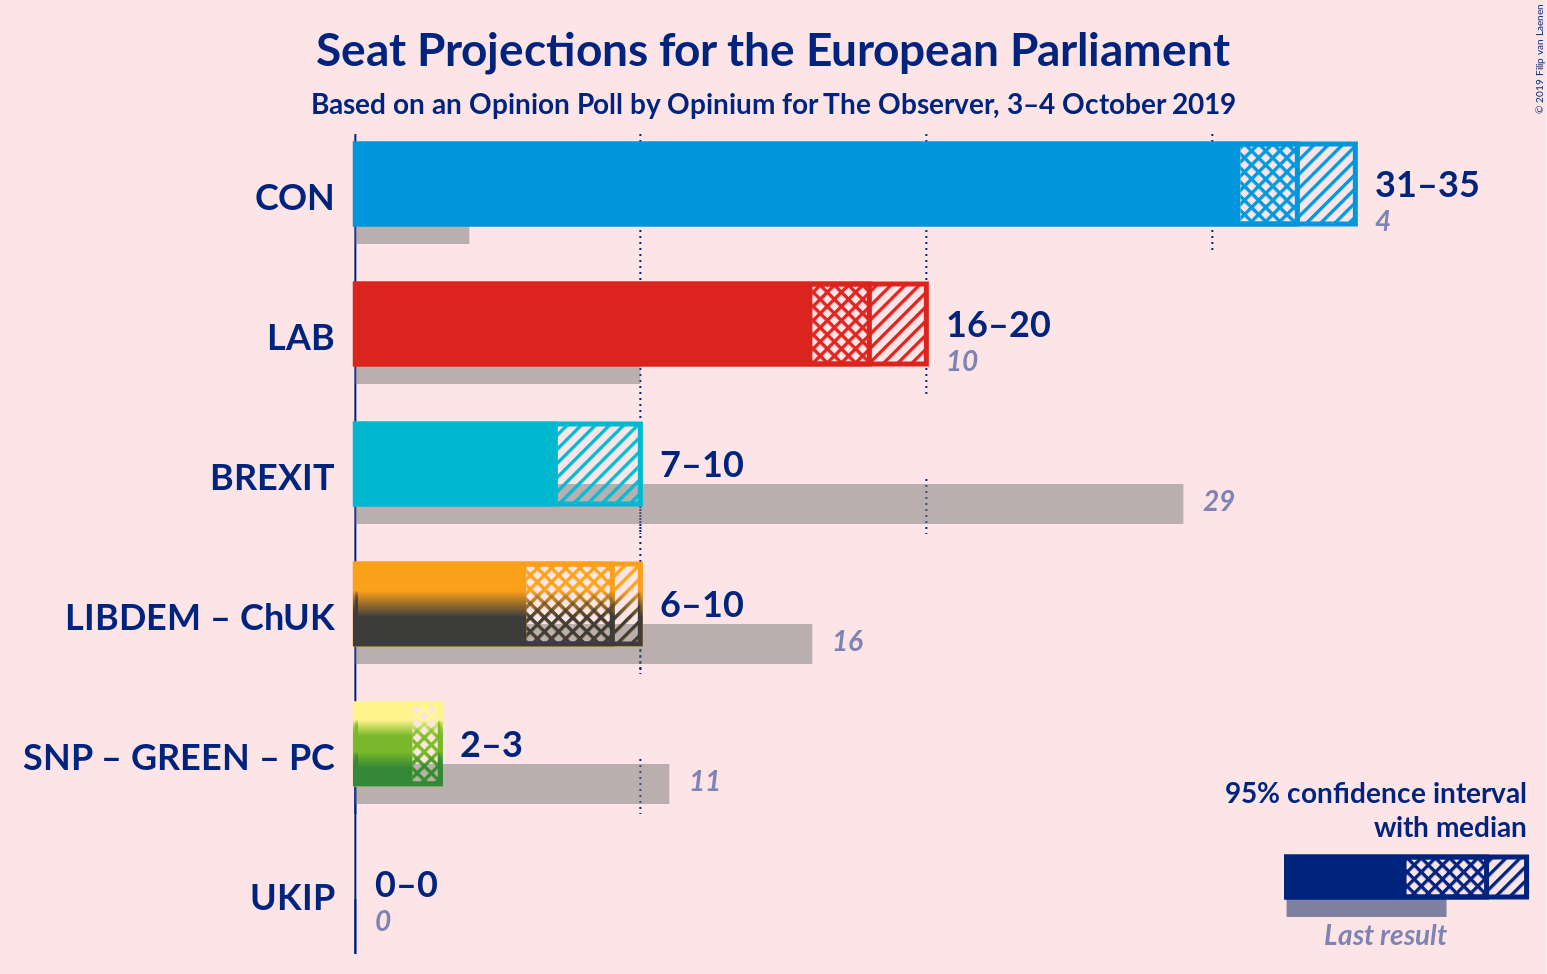 Seat Projections for the European Parliament
Based on an Opinion Poll by Opinium for The Observer, 3–4 October 2019
© 2019 Filip van Laenen
CON
31–35
4
LAB
16–20
10
BREXIT
7–10
29
LIBDEM – ChUK
6–10
16
SNP – GREEN – PC
2–3
11
UKIP
0–0
0
95% confidence interval
with median
Last result